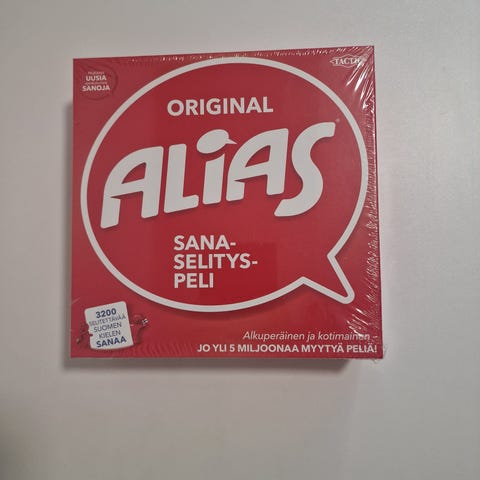 UUSIA
SANOJA
TACTIC
ORIGINAL
ALiAS
SANA-
SELITYS-
PELI
3200
SELITETTÄVÄÄ
SUOMEN
KIELEN
SANAA
Alkuperäinen ja kotimainen –
JO YLI 5 MILJOONAA MYYTYÄ PELIÄ!